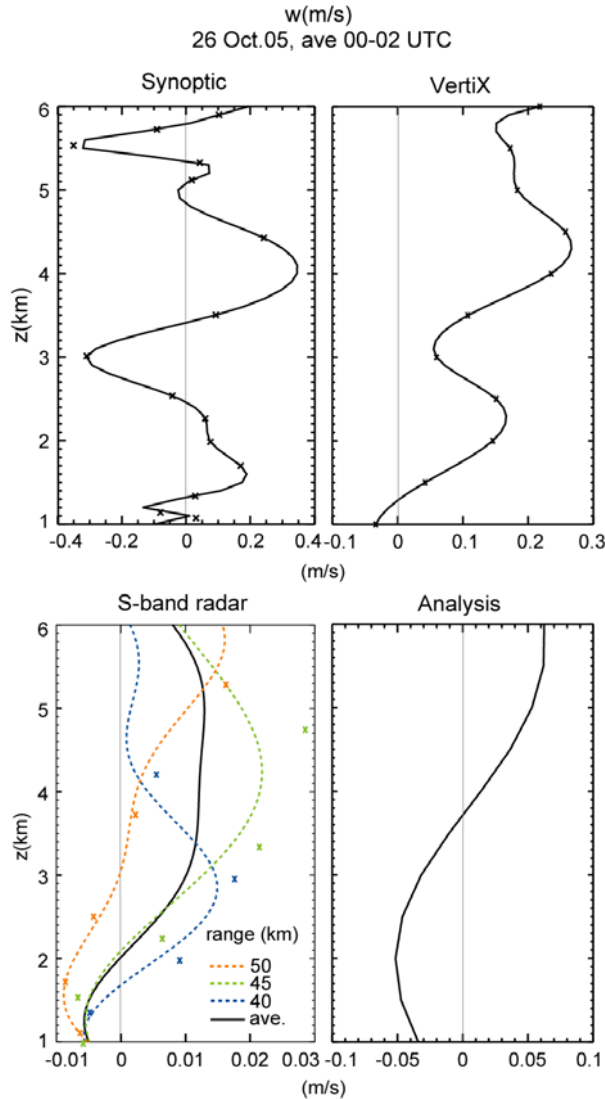 w(m/s)
26 Oct.05, ave 00-02 UTC
Synoptic
VertiX
6
5
4
3
2
1
z(km)
-0.4 -0.2 0 0.2 0.4
-0.1 0 0.1 0.2 0.3
(m/s)
S-band radar
Analysis
6
5
4
3
2
1
z(km)
range (km)
50
45
40
ave.
-0.01 0 0.01 0.02 0.03
-0.1 -0.05 0 0.05 0.1
(m/s)
(m/s)